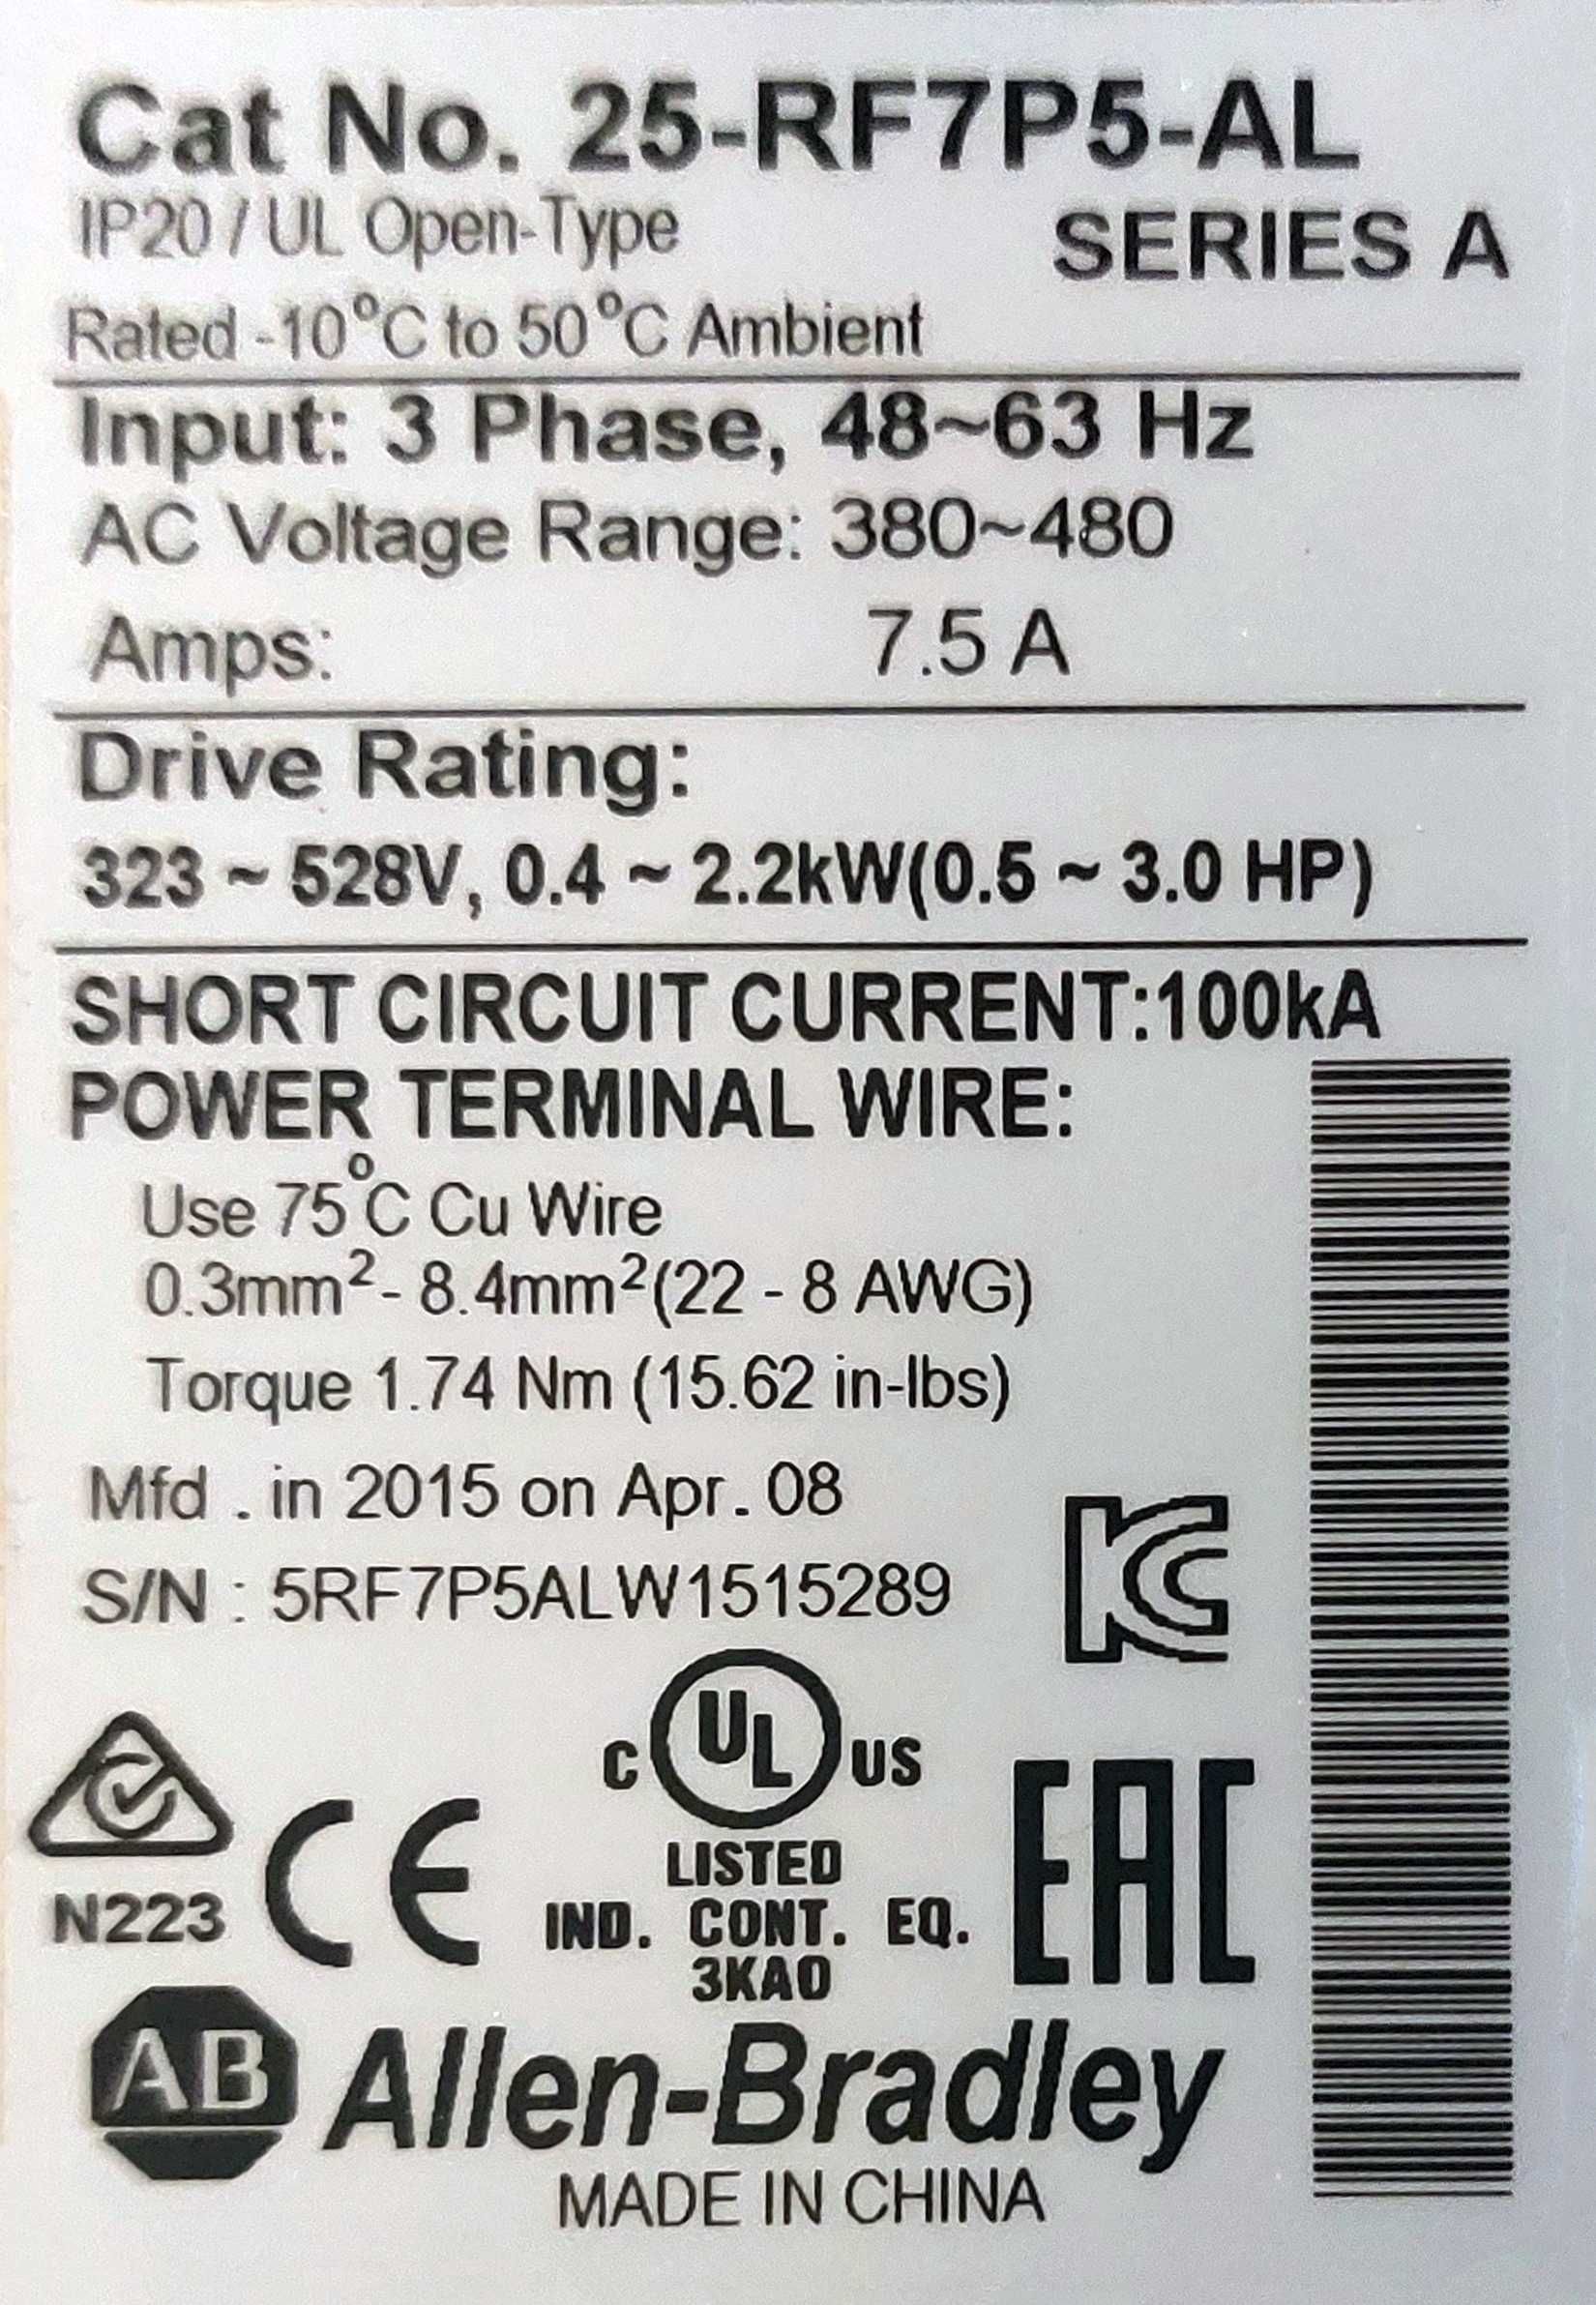 Cat No. 25-RF7P5-AL
IP20 / UL Open-Type
SERIES A
Rated -10°C to 50°C Ambient
Input: 3 Phase, 48~63 Hz
AC Voltage Range: 380~480
Amps: 7.5 A
Drive Rating:
323 ~ 528V, 0.4 ~ 2.2kW(0.5 ~ 3.0 HP)
SHORT CIRCUIT CURRENT:100kA
POWER TERMINAL WIRE:
Use 75°C Cu Wire
0.3mm²- 8.4mm²(22 - 8 AWG)
Torque 1.74 Nm (15.62 in-lbs)
Mfd . in 2015 on Apr. 08
S/N : 5RF7P5ALW1515289
KC
C UL US
LISTED
IND. CONT. EQ.
3KA0
N223
CE
EAC
AB Allen-Bradley
MADE IN CHINA